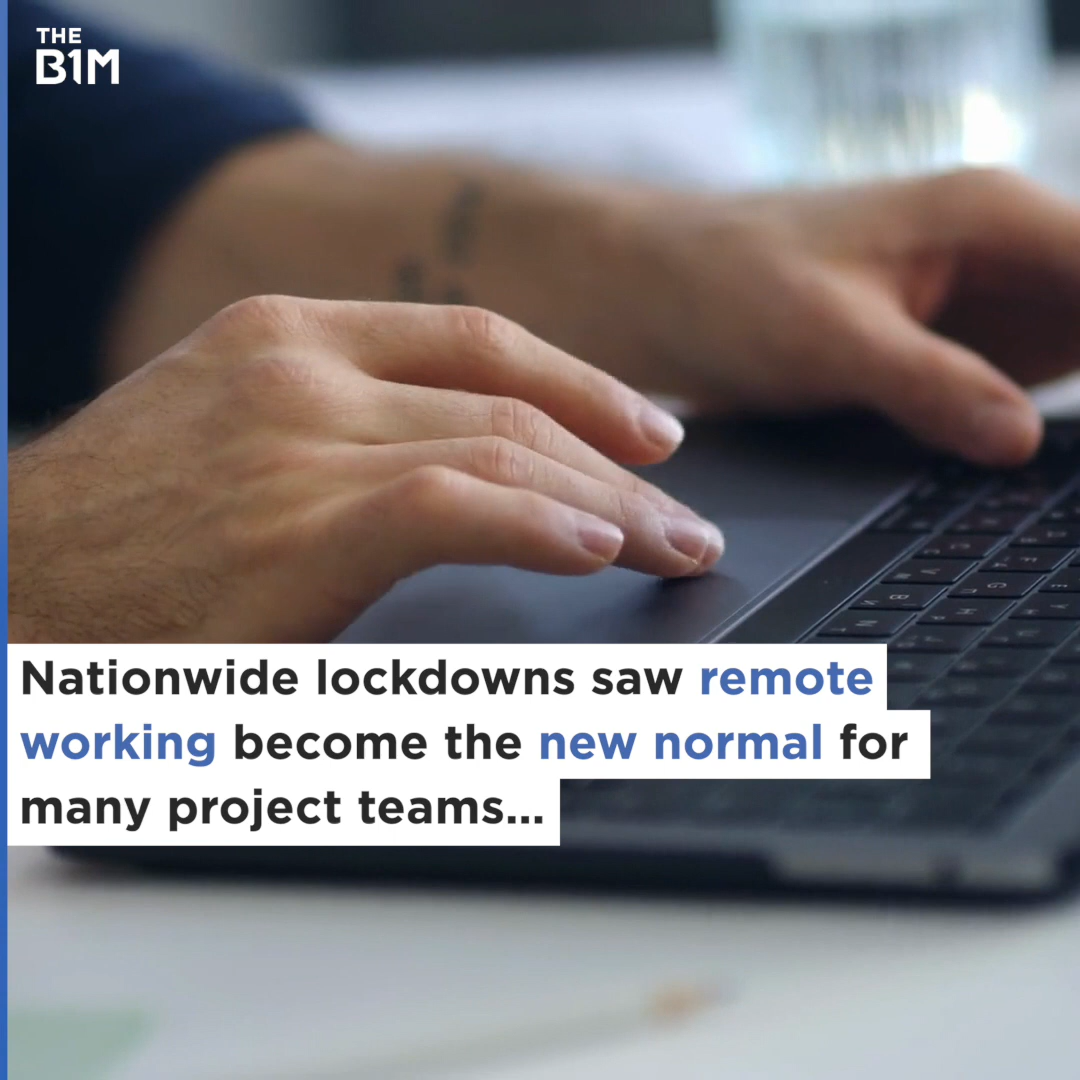 THE
B1M
Nationwide lockdowns saw remote
working become the new normal for
many project teams...